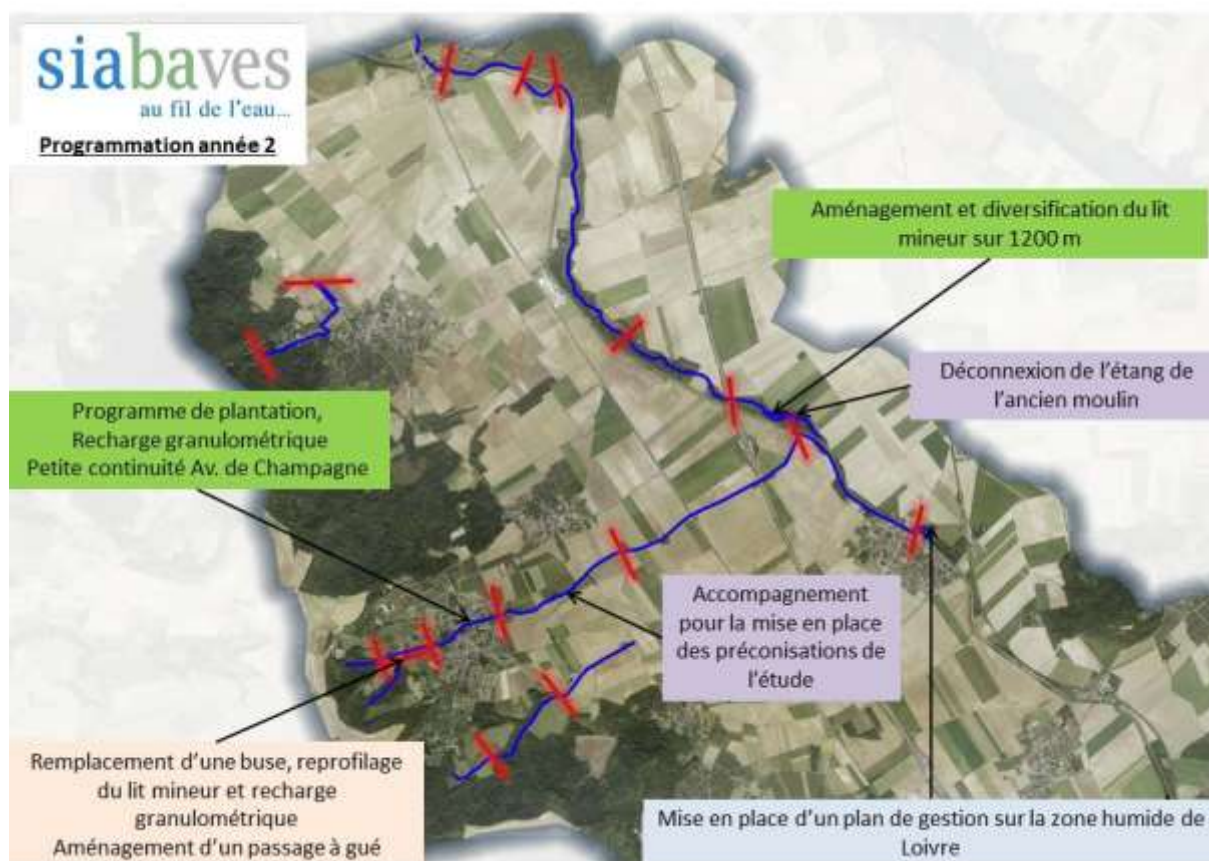 siabaves
au fil de l'eau...
Programmation année 2
Aménagement et diversification du lit
mineur sur 1200 m
Déconnexion de l'étang de
l'ancien moulin
Programme de plantation,
Recharge granulométrique
Petite continuité Av. de Champagne
Accompagnement
pour la mise en place
des préconisations de
l'étude
Remplacement d'une buse, reprofilage
du lit mineur et recharge
granulométrique
Aménagement d'un passage à gué
Mise en place d'un plan de gestion sur la zone humide de
Loivre